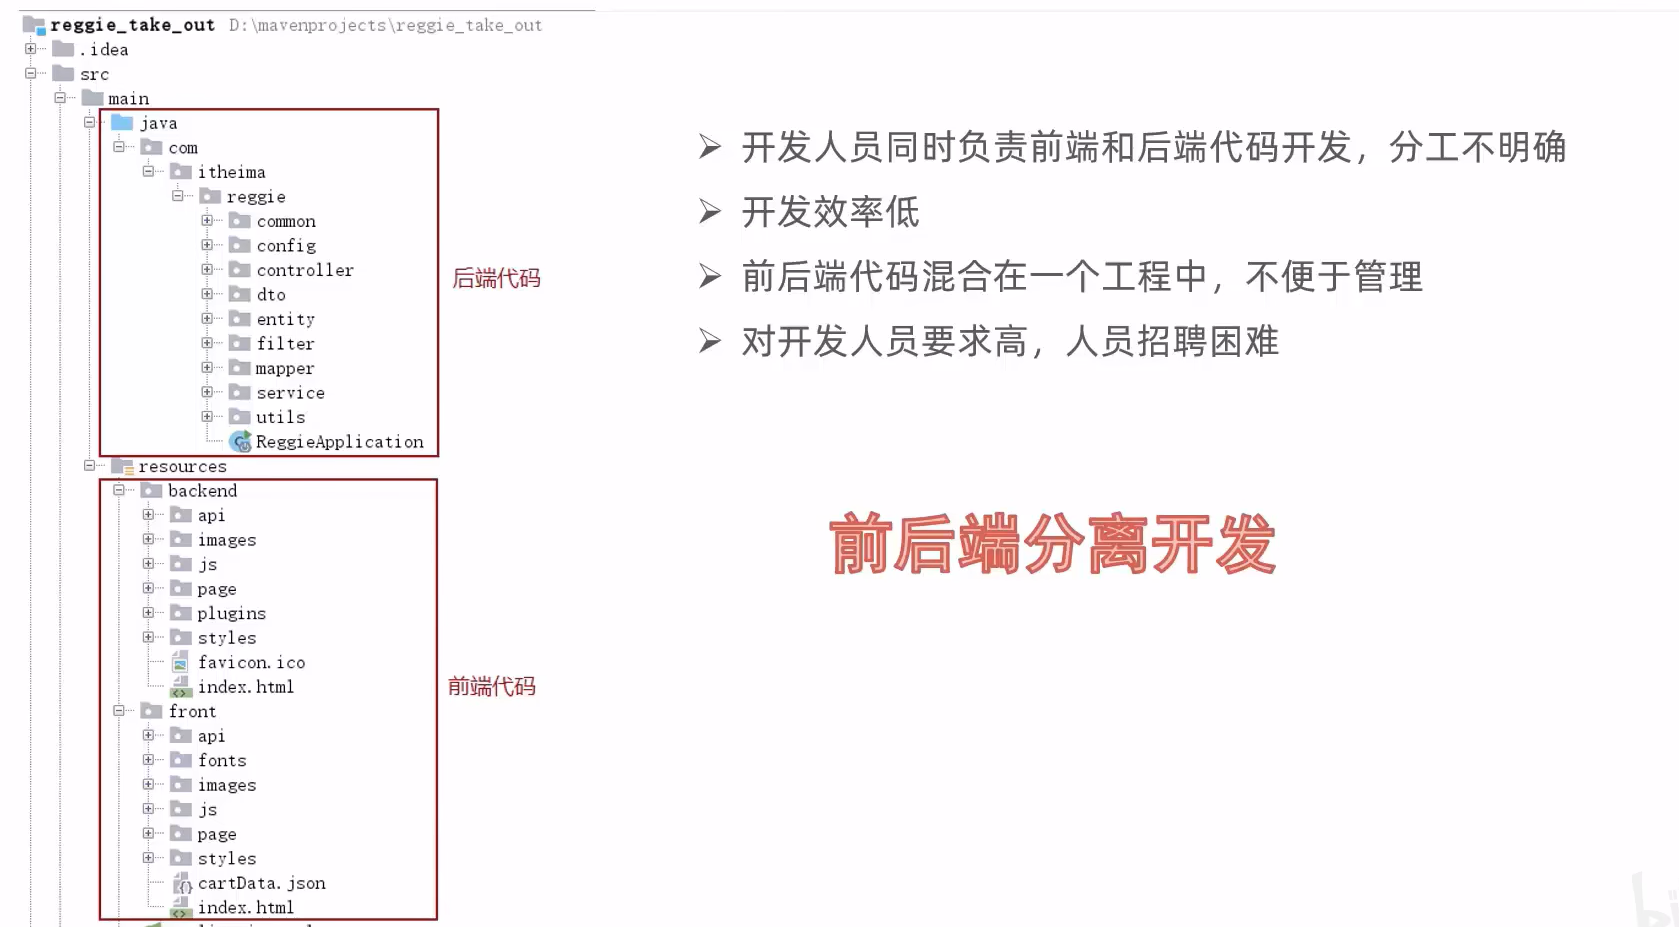 reggie_take_out D:\mavenprojects\reggie_take_out
.idea
src
main
java
com
itheima
reggie
common
config
controller
dto
entity
filter
mapper
service
utils
ReggieApplication
后端代码
resources
backend
api
images
js
page
plugins
styles
favicon.ico
index.html
front
api
fonts
images
js
page
styles
cartData.json
index.html
前端代码
开发人员同时负责前端和后端代码开发，分工不明确
开发效率低
前后端代码混合在一个工程中，不便于管理
对开发人员要求高，人员招聘困难
前后端分离开发